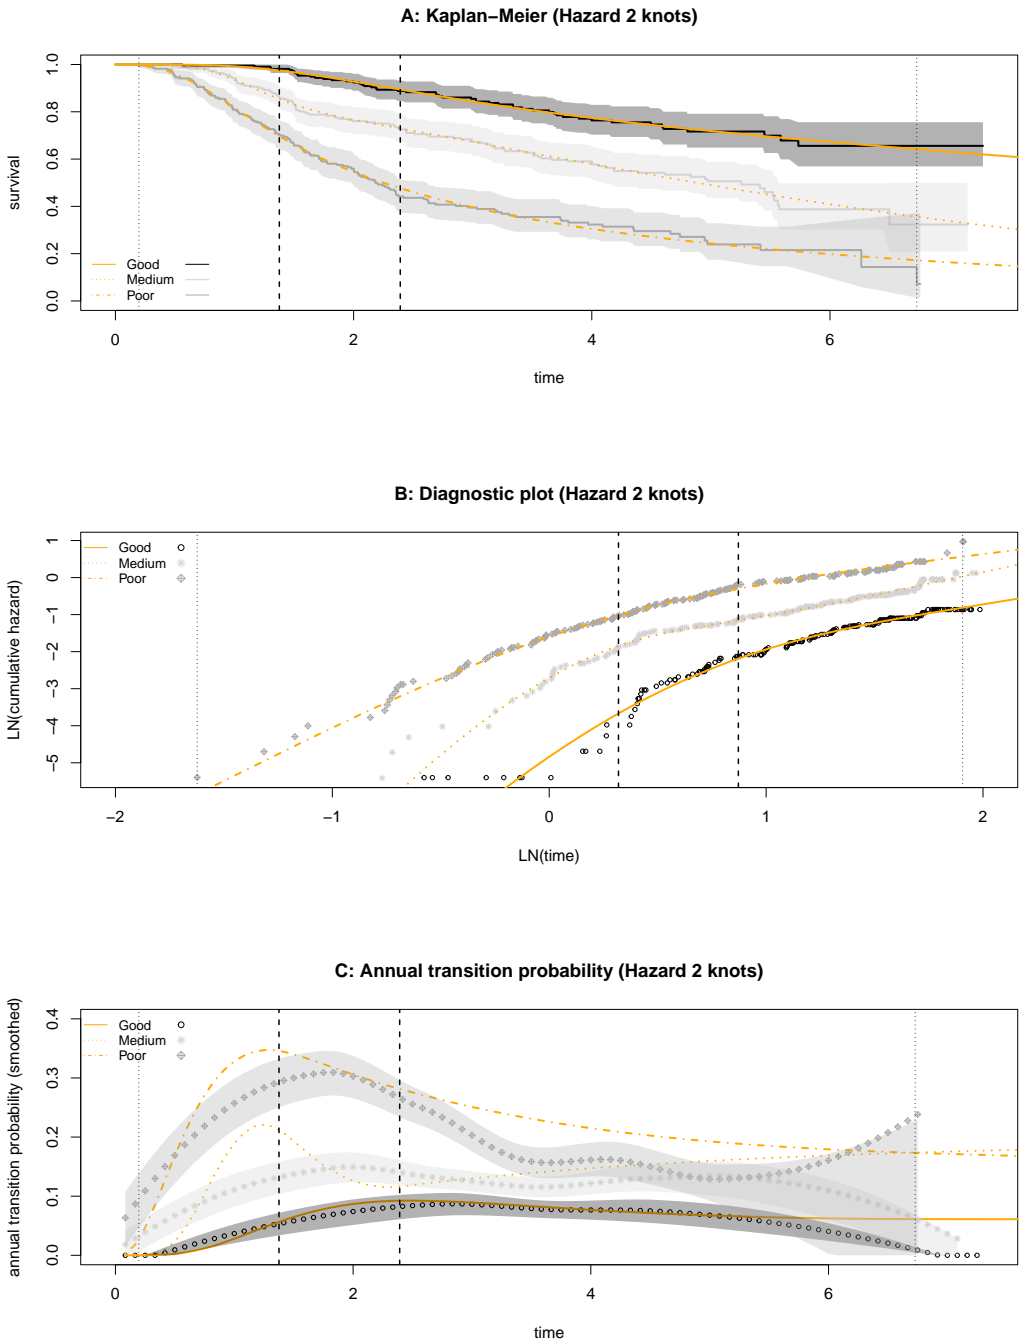 A: Kaplan−Meier (Hazard 2 knots)
survival
1.0
0.8
0.6
0.4
0.2
0.0
Good
Medium
Poor
0 2 4 6
time
B: Diagnostic plot (Hazard 2 knots)
LN(cumulative hazard)
1
0
−1
−2
−3
−4
−5
Good
Medium
Poor
−2 −1 0 1 2
LN(time)
C: Annual transition probability (Hazard 2 knots)
annual transition probability (smoothed)
0.4
0.3
0.2
0.1
0.0
Good
Medium
Poor
0 2 4 6
time